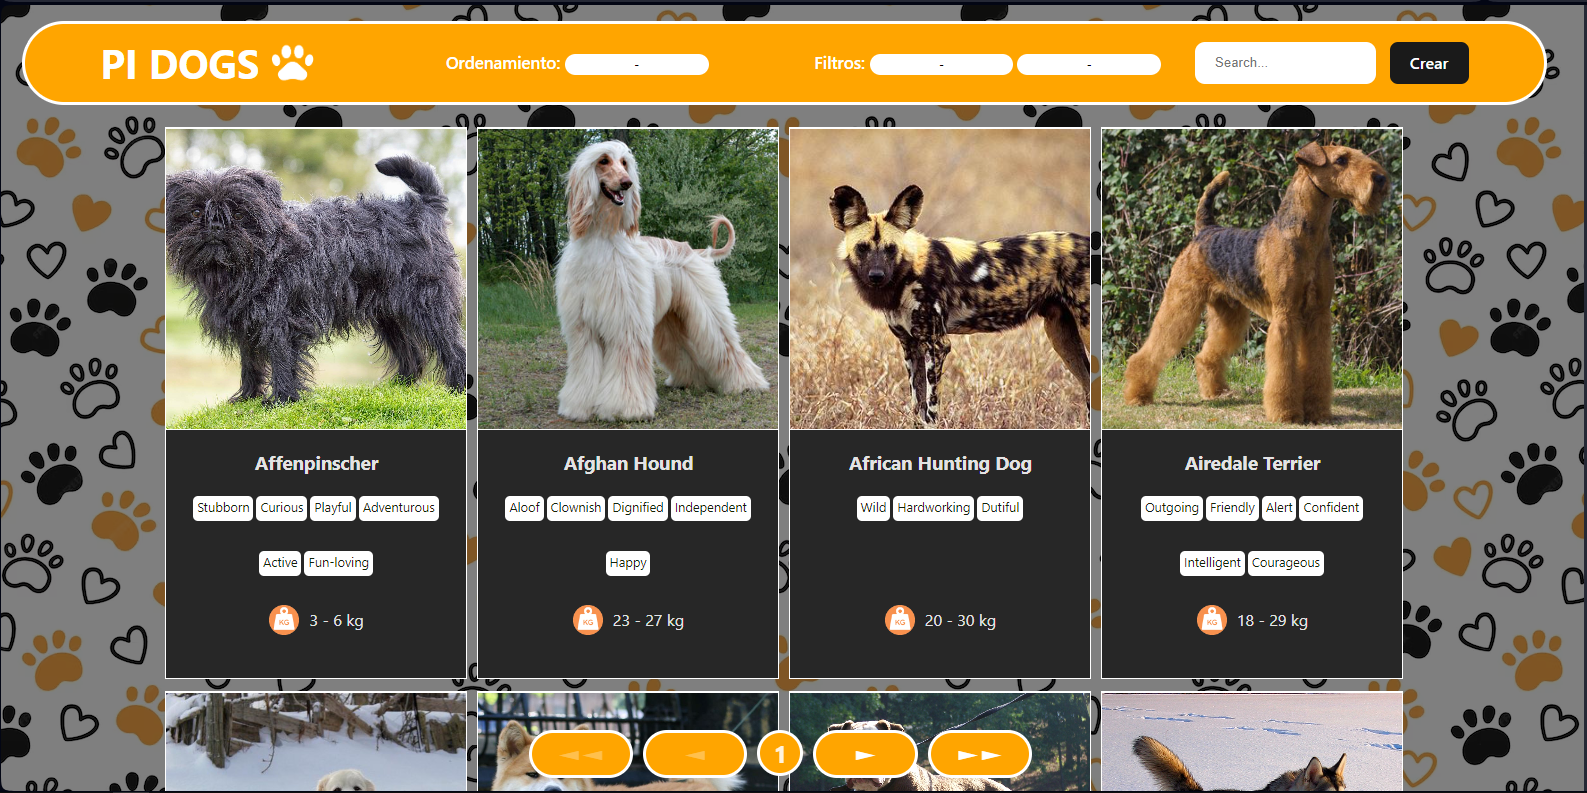 PI DOGS
Ordenamiento: -
Filtros: - -
Search...
Crear
Affenpinscher
Stubborn Curious Playful Adventurous
Active Fun-loving
KG 3 - 6 kg
Afghan Hound
Aloof Clownish Dignified Independent
Happy
KG 23 - 27 kg
African Hunting Dog
Wild Hardworking Dutiful
KG 20 - 30 kg
Airedale Terrier
Outgoing Friendly Alert Confident
Intelligent Courageous
KG 18 - 29 kg
◄◄ ◄ 1 ► ►►